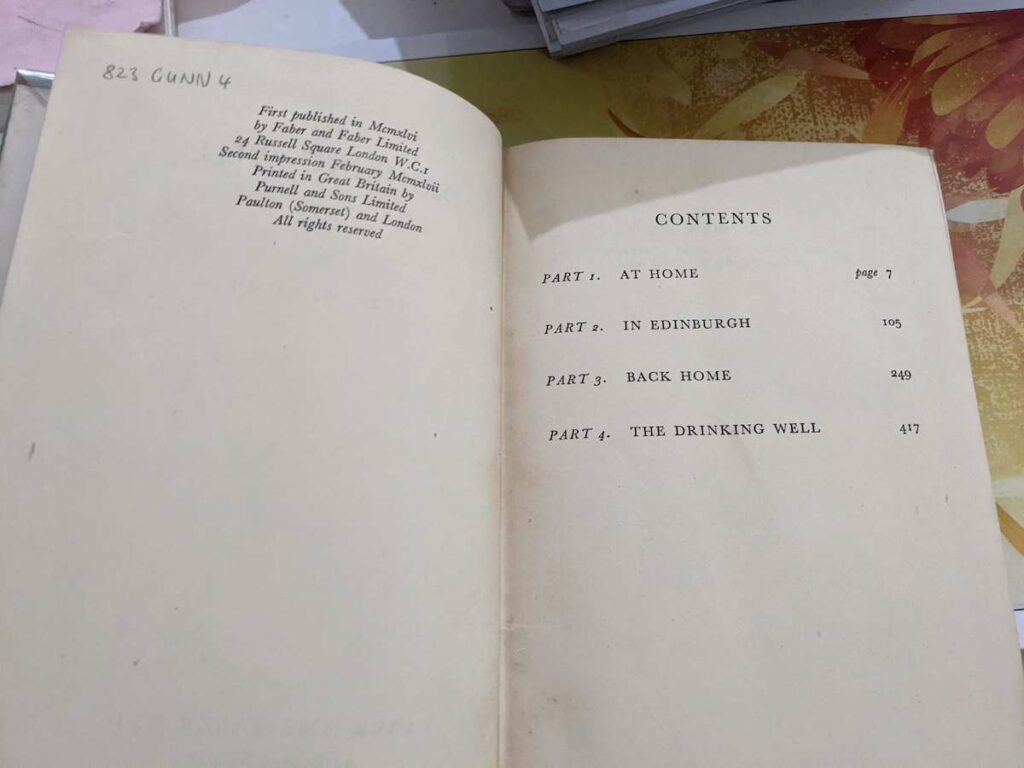 823 GUNN 4
First published in Mcmxlvi
by Faber and Faber Limited
24 Russell Square London W.C.1
Second impression February Mcmxlvii
Printed in Great Britain by
Purnell and Sons Limited
Paulton (Somerset) and London
All rights reserved
CONTENTS
PART 1. AT HOME page 7
PART 2. IN EDINBURGH 105
PART 3. BACK HOME 249
PART 4. THE DRINKING WELL 417